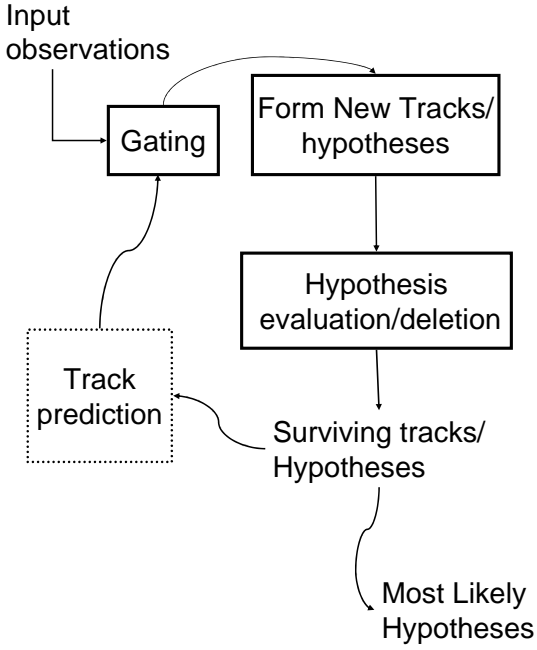 Input
observations
Gating
Form New Tracks/
hypotheses
Hypothesis
evaluation/deletion
Track
prediction
Surviving tracks/
Hypotheses
Most Likely
Hypotheses